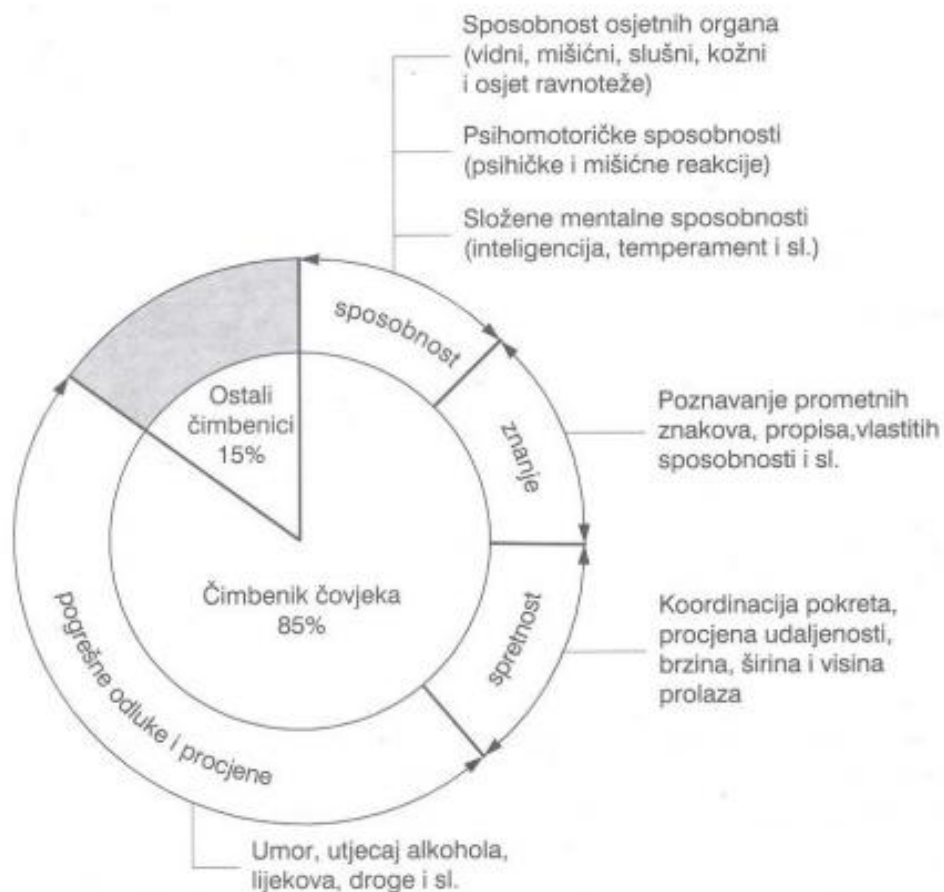 Sposobnost osjetnih organa
(vidni, mišićni, slušni, kožni
i osjet ravnoteže)
Psihomotoričke sposobnosti
(psihičke i mišićne reakcije)
Složene mentalne sposobnosti
(inteligencija, temperament i sl.)
sposobnost
Ostali
čimbenici
15%
znanje
Poznavanje prometnih
znakova, propisa,vlastitih
sposobnosti i sl.
Čimbenik čovjeka
85%
spretnost
Koordinacija pokreta,
procjena udaljenosti,
brzina, širina i visina
prolaza
pogrešne odluke i procjene
Umor, utjecaj alkohola,
lijekova, droge i sl.